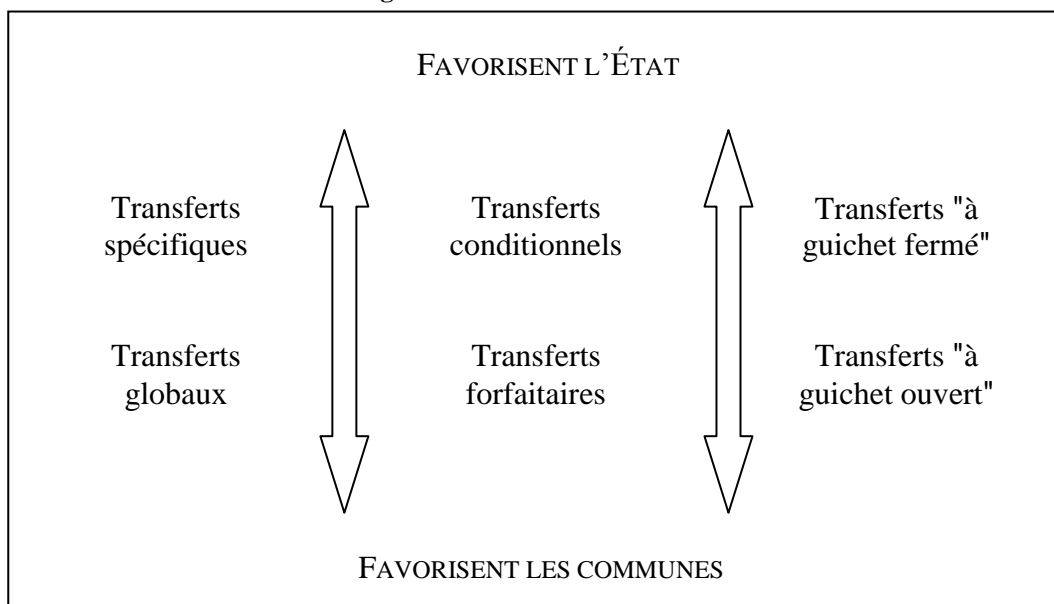 FAVORISENT L'ÉTAT
Transferts
spécifiques
Transferts
conditionnels
Transferts "à
guichet fermé"
Transferts
globaux
Transferts
forfaitaires
Transferts "à
guichet ouvert"
FAVORISENT LES COMMUNES